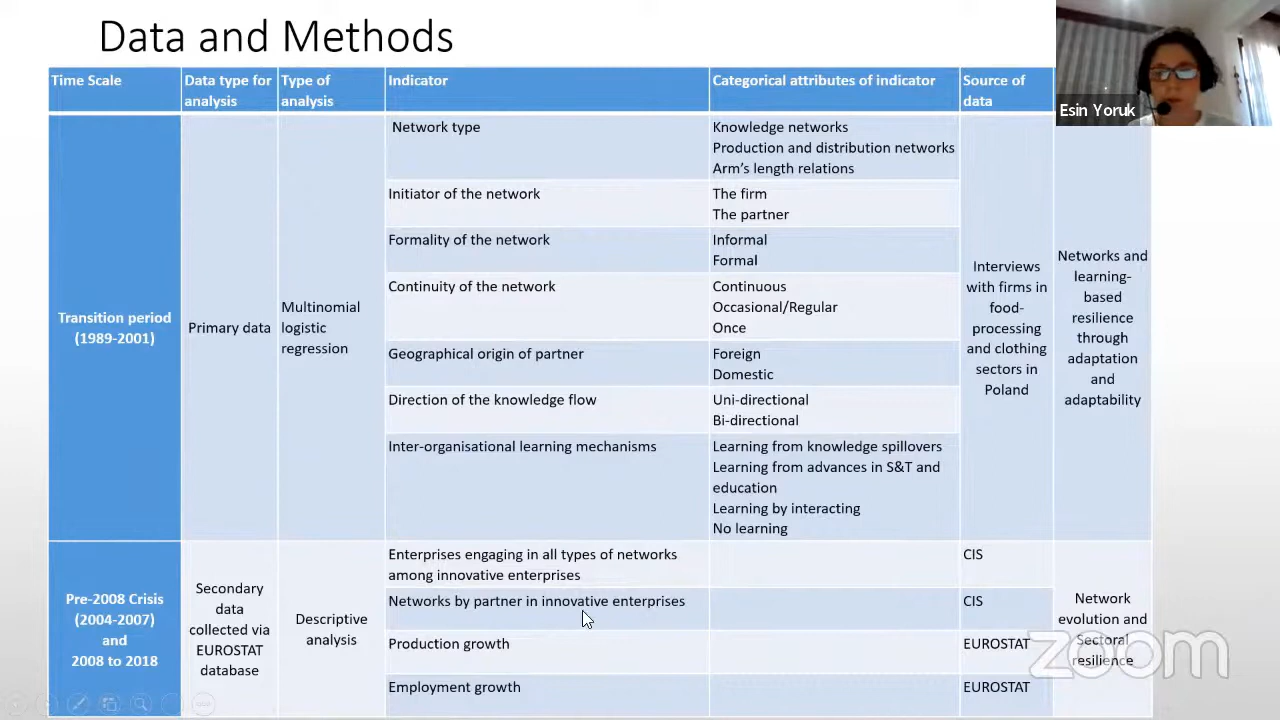 Data and Methods
Esin Yoruk
Time Scale
Data type for
analysis
Type of
analysis
Indicator
Categorical attributes of indicator
Source of
data
Transition period
(1989-2001)
Primary data
Multinomial
logistic
regression
Network type
Knowledge networks
Production and distribution networks
Arm's length relations
Initiator of the network
The firm
The partner
Formality of the network
Informal
Formal
Continuity of the network
Continuous
Occasional/Regular
Once
Geographical origin of partner
Foreign
Domestic
Direction of the knowledge flow
Uni-directional
Bi-directional
Inter-organisational learning mechanisms
Learning from knowledge spillovers
Learning from advances in S&T and
education
Learning by interacting
No learning
Interviews
with firms in
food-
processing
and clothing
sectors in
Poland
Networks and
learning-
based
resilience
through
adaptation
and
adaptability
Pre-2008 Crisis
(2004-2007)
and
2008 to 2018
Secondary
data
collected via
EUROSTAT
database
Descriptive
analysis
Enterprises engaging in all types of networks
among innovative enterprises
CIS
Networks by partner in innovative enterprises
CIS
Production growth
EUROSTAT
Employment growth
EUROSTAT
Network
evolution and
Sectoral
resilience
zoom